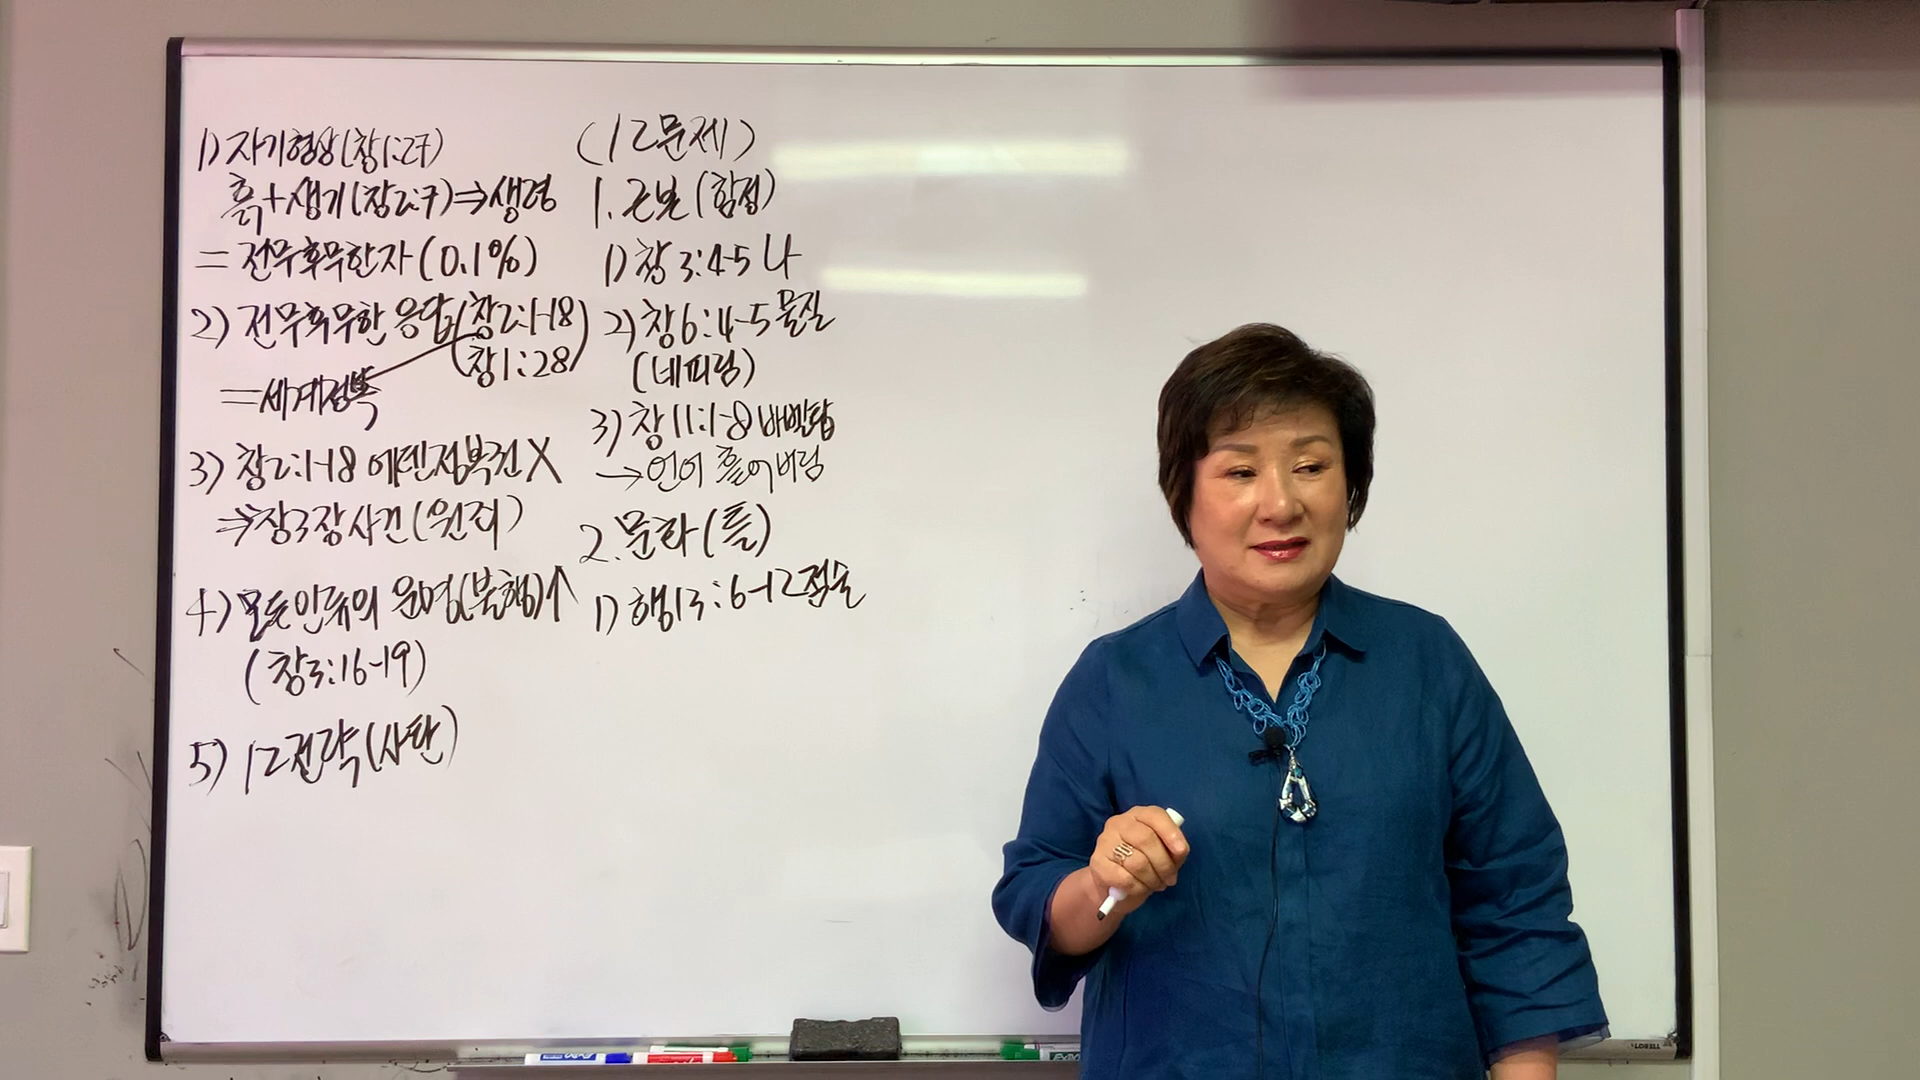 1) 자기형상(창1:27)
흙+생기(창2:7)⇒생령
= 전무후무한자(0.1%)
2) 전무후무한 응답(창2:1-18)
(창1:28)
=세계정복
3) 창2:1-18 에덴정복권 X
⇒창3장사건(원죄)
4) 모든인류의 운명(불행)↑
(창3:16-19)
5) 12전략(사탄)
(12문제)
1. 근본(함정)
1) 창3:4-5 나
2) 창6:4-5 물질
(네피림)
3) 창11:1-8 바벨탑
→언어 흩어버림
2. 문화(틀)
1) 행13:6-12 점술
EXPO